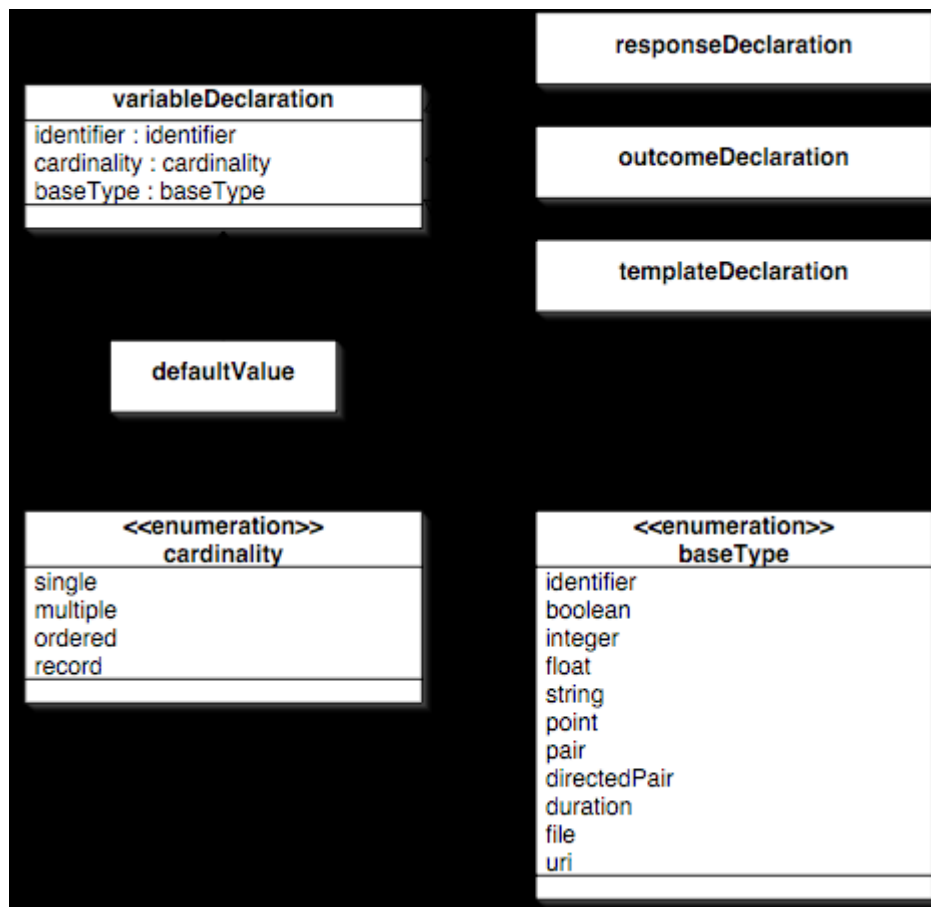 responseDeclaration
variableDeclaration
identifier : identifier
cardinality : cardinality
baseType : baseType
outcomeDeclaration
templateDeclaration
defaultValue
<<enumeration>>
cardinality
single
multiple
ordered
record
<<enumeration>>
baseType
identifier
boolean
integer
float
string
point
pair
directedPair
duration
file
uri